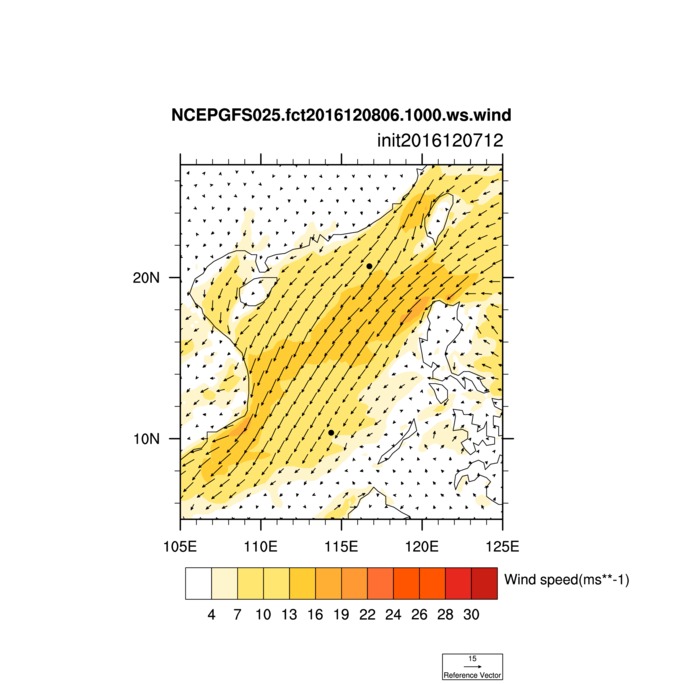 NCEPGFS025.fct2016120806.1000.ws.wind
init2016120712
20N
10N
105E 110E 115E 120E 125E
Wind speed(ms**-1)
4 7 10 13 16 19 22 24 26 28 30
15
Reference Vector